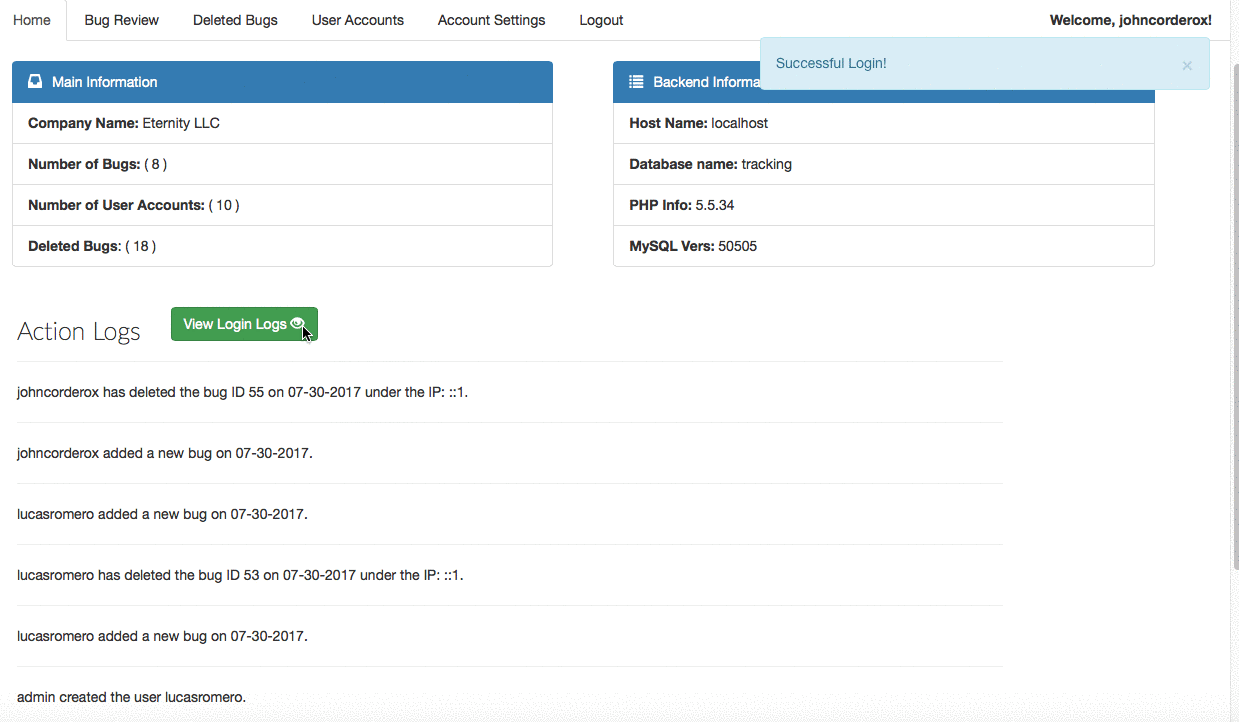 Home Bug Review Deleted Bugs User Accounts Account Settings Logout Welcome, johncorderox!
Successful Login! ×
Main Information
Company Name: Eternity LLC
Number of Bugs: ( 8 )
Number of User Accounts: ( 10 )
Deleted Bugs: ( 18 )
Backend Informa
Host Name: localhost
Database name: tracking
PHP Info: 5.5.34
MySQL Vers: 50505
Action Logs View Login Logs
johncorderox has deleted the bug ID 55 on 07-30-2017 under the IP: ::1.
johncorderox added a new bug on 07-30-2017.
lucasromero added a new bug on 07-30-2017.
lucasromero has deleted the bug ID 53 on 07-30-2017 under the IP: ::1.
lucasromero added a new bug on 07-30-2017.
admin created the user lucasromero.